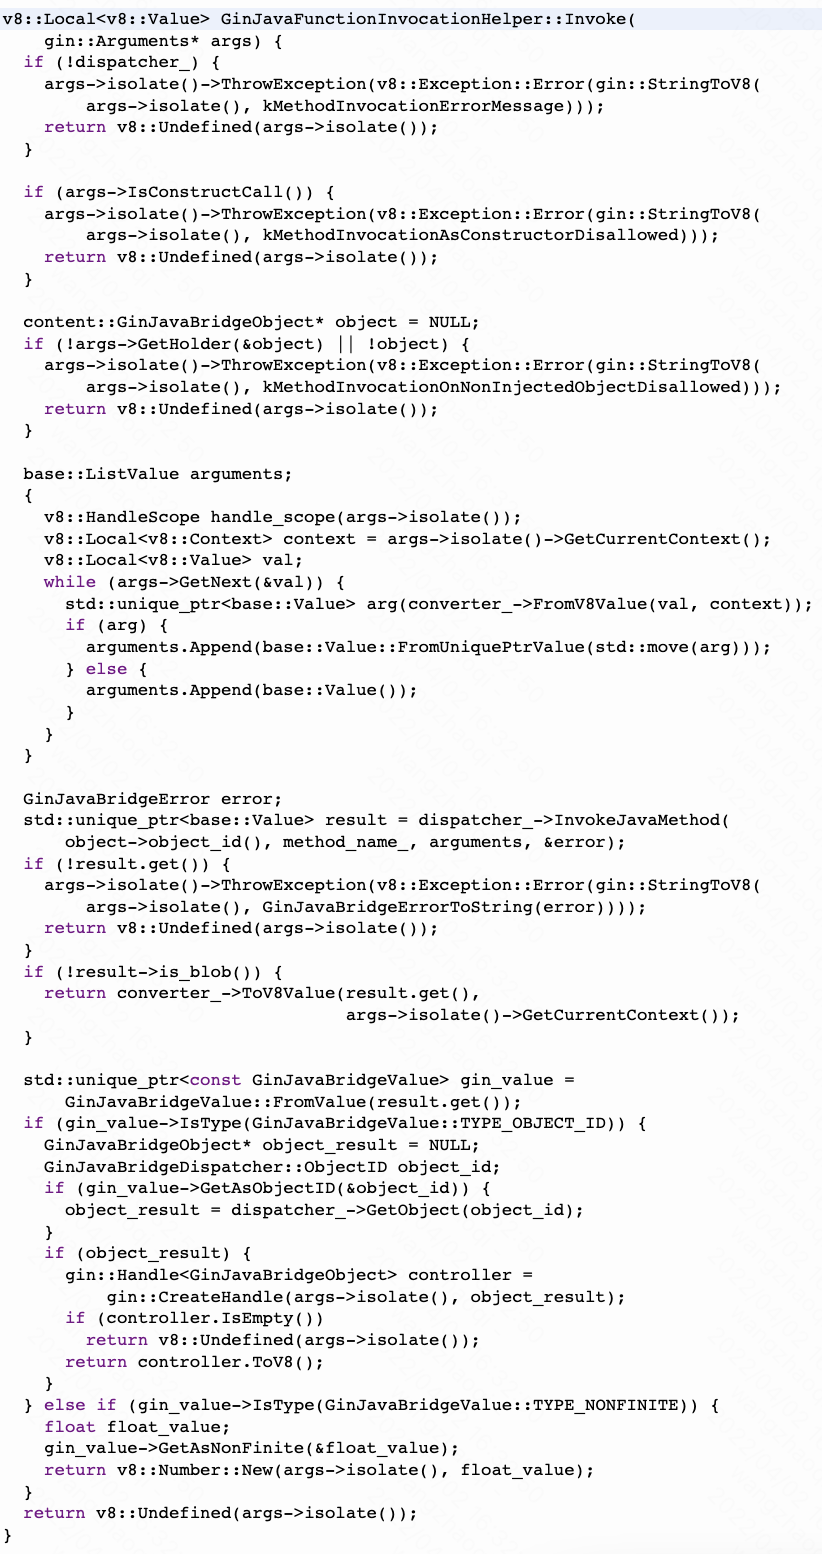 v8::Local<v8::Value> GinJavaFunctionInvocationHelper::Invoke(
    gin::Arguments* args) {
  if (!dispatcher_) {
    args->isolate()->ThrowException(v8::Exception::Error(gin::StringToV8(
        args->isolate(), kMethodInvocationErrorMessage)));
    return v8::Undefined(args->isolate());
  }

  if (args->IsConstructCall()) {
    args->isolate()->ThrowException(v8::Exception::Error(gin::StringToV8(
        args->isolate(), kMethodInvocationAsConstructorDisallowed)));
    return v8::Undefined(args->isolate());
  }

  content::GinJavaBridgeObject* object = NULL;
  if (!args->GetHolder(&object) || !object) {
    args->isolate()->ThrowException(v8::Exception::Error(gin::StringToV8(
        args->isolate(), kMethodInvocationOnNonInjectedObjectDisallowed)));
    return v8::Undefined(args->isolate());
  }

  base::ListValue arguments;
  {
    v8::HandleScope handle_scope(args->isolate());
    v8::Local<v8::Context> context = args->isolate()->GetCurrentContext();
    v8::Local<v8::Value> val;
    while (args->GetNext(&val)) {
      std::unique_ptr<base::Value> arg(converter_->FromV8Value(val, context));
      if (arg) {
        arguments.Append(base::Value::FromUniquePtrValue(std::move(arg)));
      } else {
        arguments.Append(base::Value());
      }
    }
  }

  GinJavaBridgeError error;
  std::unique_ptr<base::Value> result = dispatcher_->InvokeJavaMethod(
      object->object_id(), method_name_, arguments, &error);
  if (!result.get()) {
    args->isolate()->ThrowException(v8::Exception::Error(gin::StringToV8(
        args->isolate(), GinJavaBridgeErrorToString(error))));
    return v8::Undefined(args->isolate());
  }
  if (!result->is_blob()) {
    return converter_->ToV8Value(result.get(),
                                 args->isolate()->GetCurrentContext());
  }

  std::unique_ptr<const GinJavaBridgeValue> gin_value =
      GinJavaBridgeValue::FromValue(result.get());
  if (gin_value->IsType(GinJavaBridgeValue::TYPE_OBJECT_ID)) {
    GinJavaBridgeObject* object_result = NULL;
    GinJavaBridgeDispatcher::ObjectID object_id;
    if (gin_value->GetAsObjectID(&object_id)) {
      object_result = dispatcher_->GetObject(object_id);
    }
    if (object_result) {
      gin::Handle<GinJavaBridgeObject> controller =
          gin::CreateHandle(args->isolate(), object_result);
      if (controller.IsEmpty())
        return v8::Undefined(args->isolate());
      return controller.ToV8();
    }
  } else if (gin_value->IsType(GinJavaBridgeValue::TYPE_NONFINITE)) {
    float float_value;
    gin_value->GetAsNonFinite(&float_value);
    return v8::Number::New(args->isolate(), float_value);
  }
  return v8::Undefined(args->isolate());
}